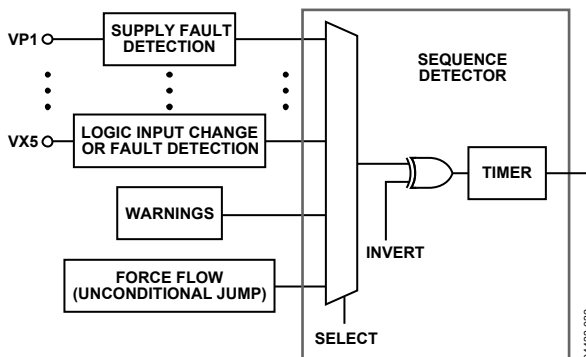 VP1
SUPPLY FAULT
DETECTION
SEQUENCE
DETECTOR
VX5
LOGIC INPUT CHANGE
OR FAULT DETECTION
TIMER
WARNINGS
INVERT
FORCE FLOW
(UNCONDITIONAL JUMP)
SELECT